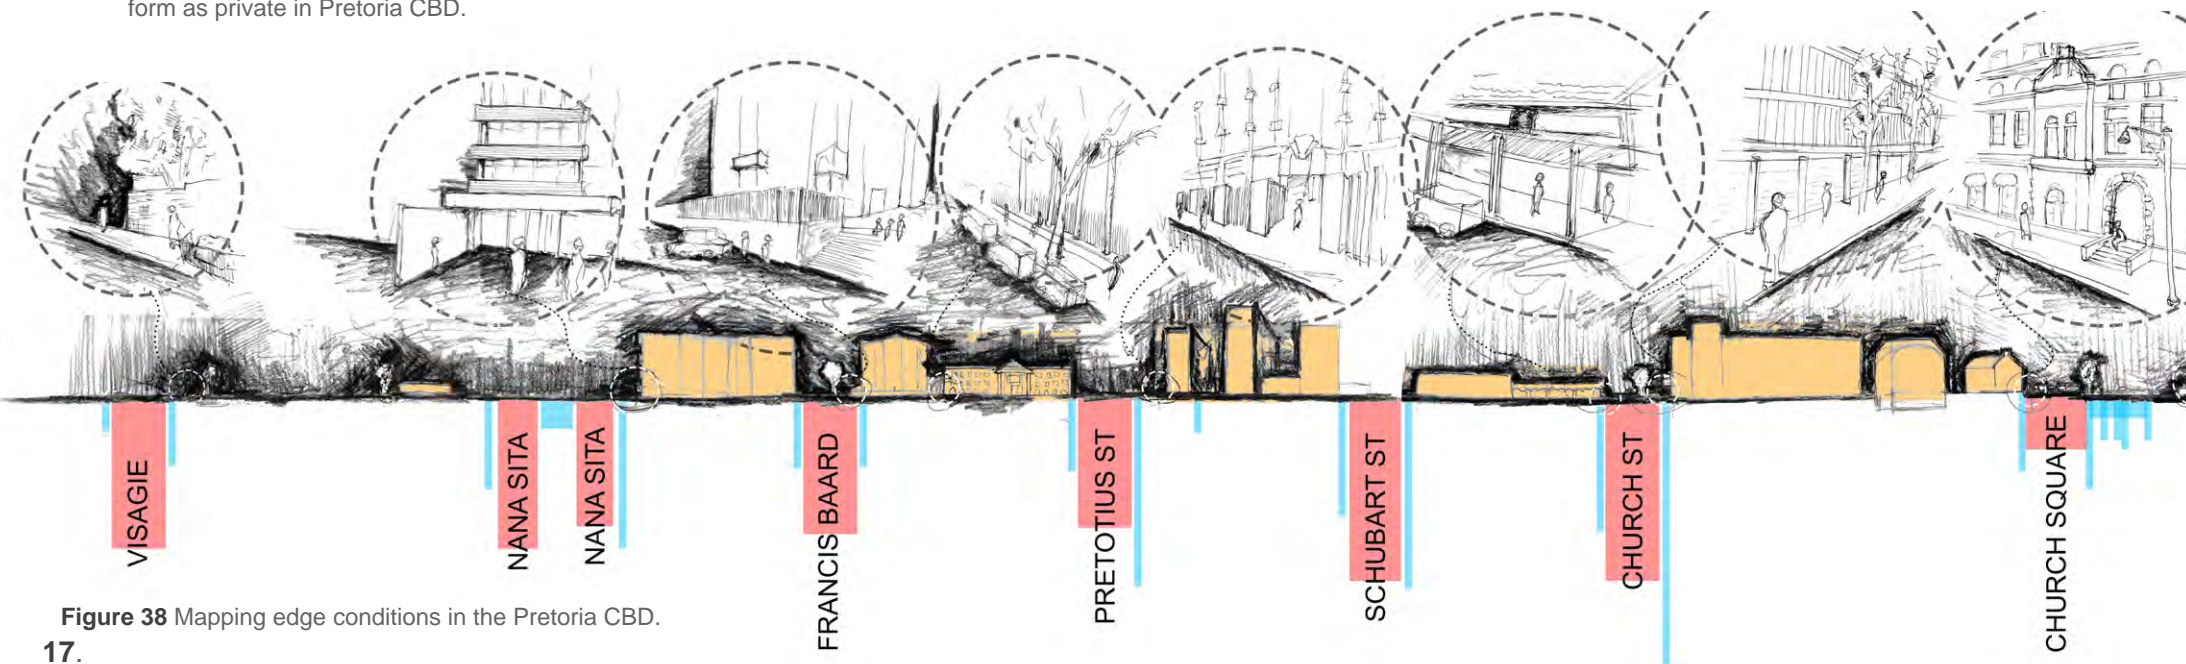 form as private in Pretoria CBD.
VISAGIE
NANA SITA
NANA SITA
FRANCIS BAARD
PRETOTIUS ST
SCHUBART ST
CHURCH ST
CHURCH SQUARE
Figure 38 Mapping edge conditions in the Pretoria CBD.
17.